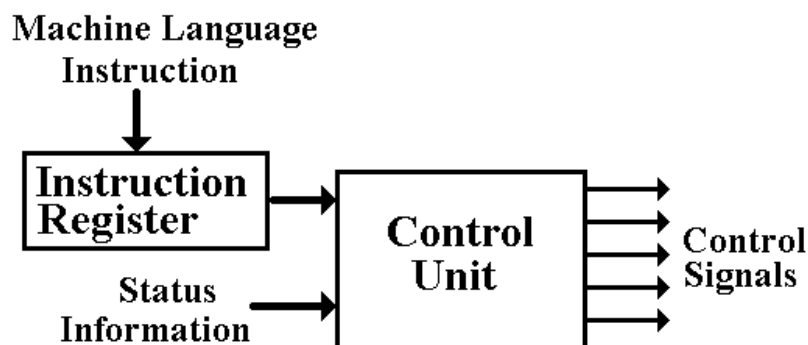 Machine Language
Instruction
Instruction
Register
Control
Unit
Control
Signals
Status
Information